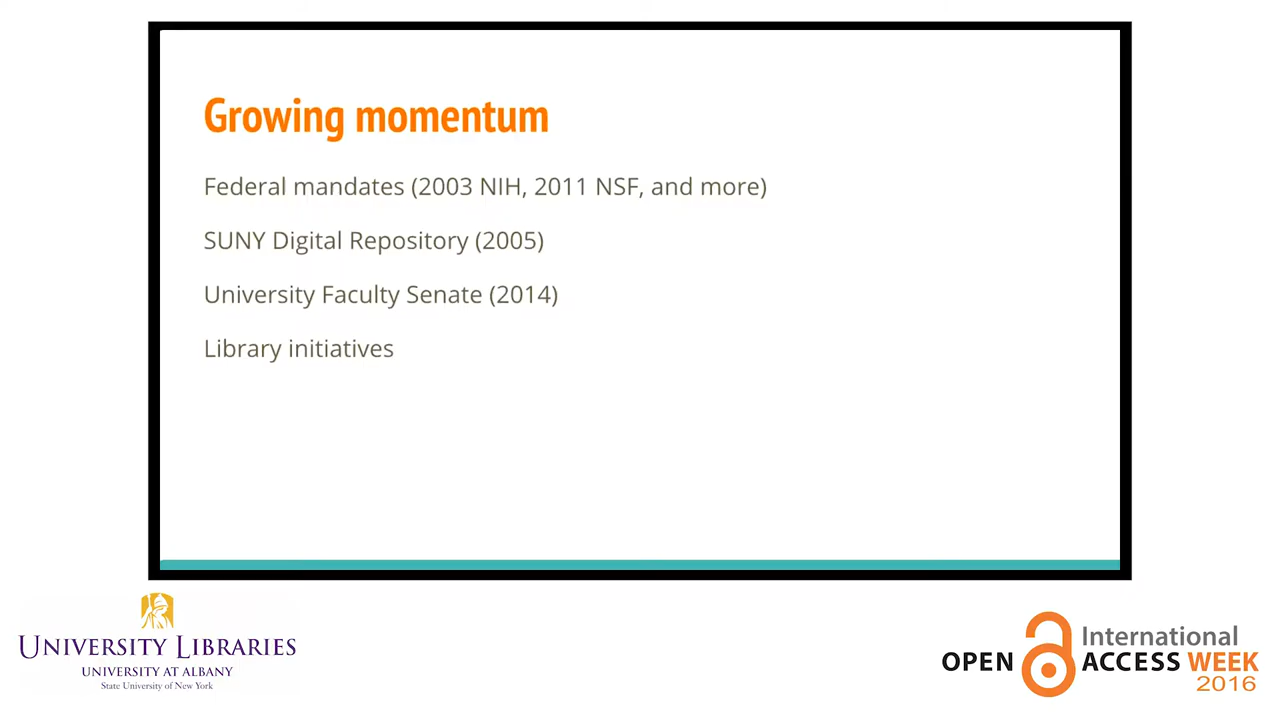 Growing momentum
Federal mandates (2003 NIH, 2011 NSF, and more)
SUNY Digital Repository (2005)
University Faculty Senate (2014)
Library initiatives
UNIVERSITY LIBRARIES
UNIVERSITY AT ALBANY
State University of New York
International
OPEN ACCESS WEEK
2016